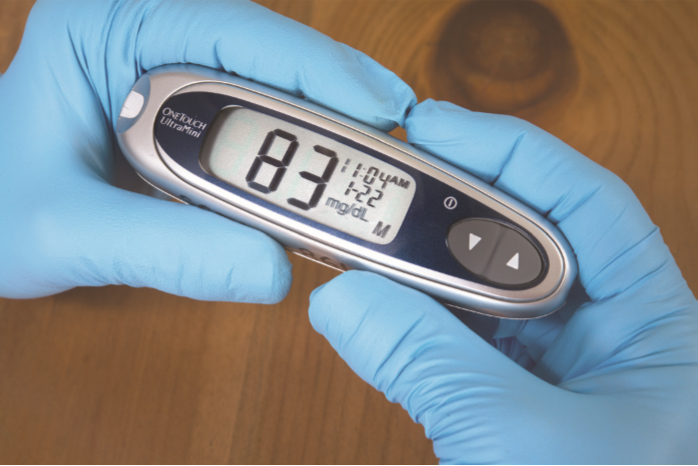 ONETOUCH
UltraMini
83
11:04AM
1-22
mg/dL
M